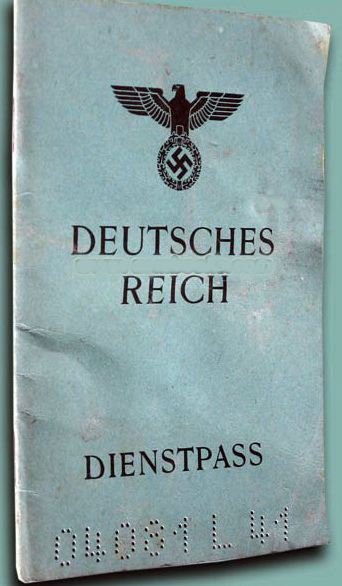 DEUTSCHES
REICH
DIENSTPASS
04081 L 41